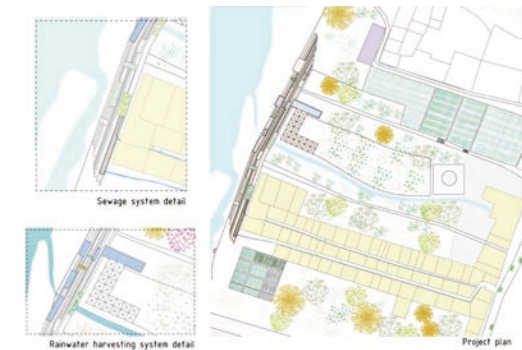 Sewage system detail
Rainwater harvesting system detail
Project plan